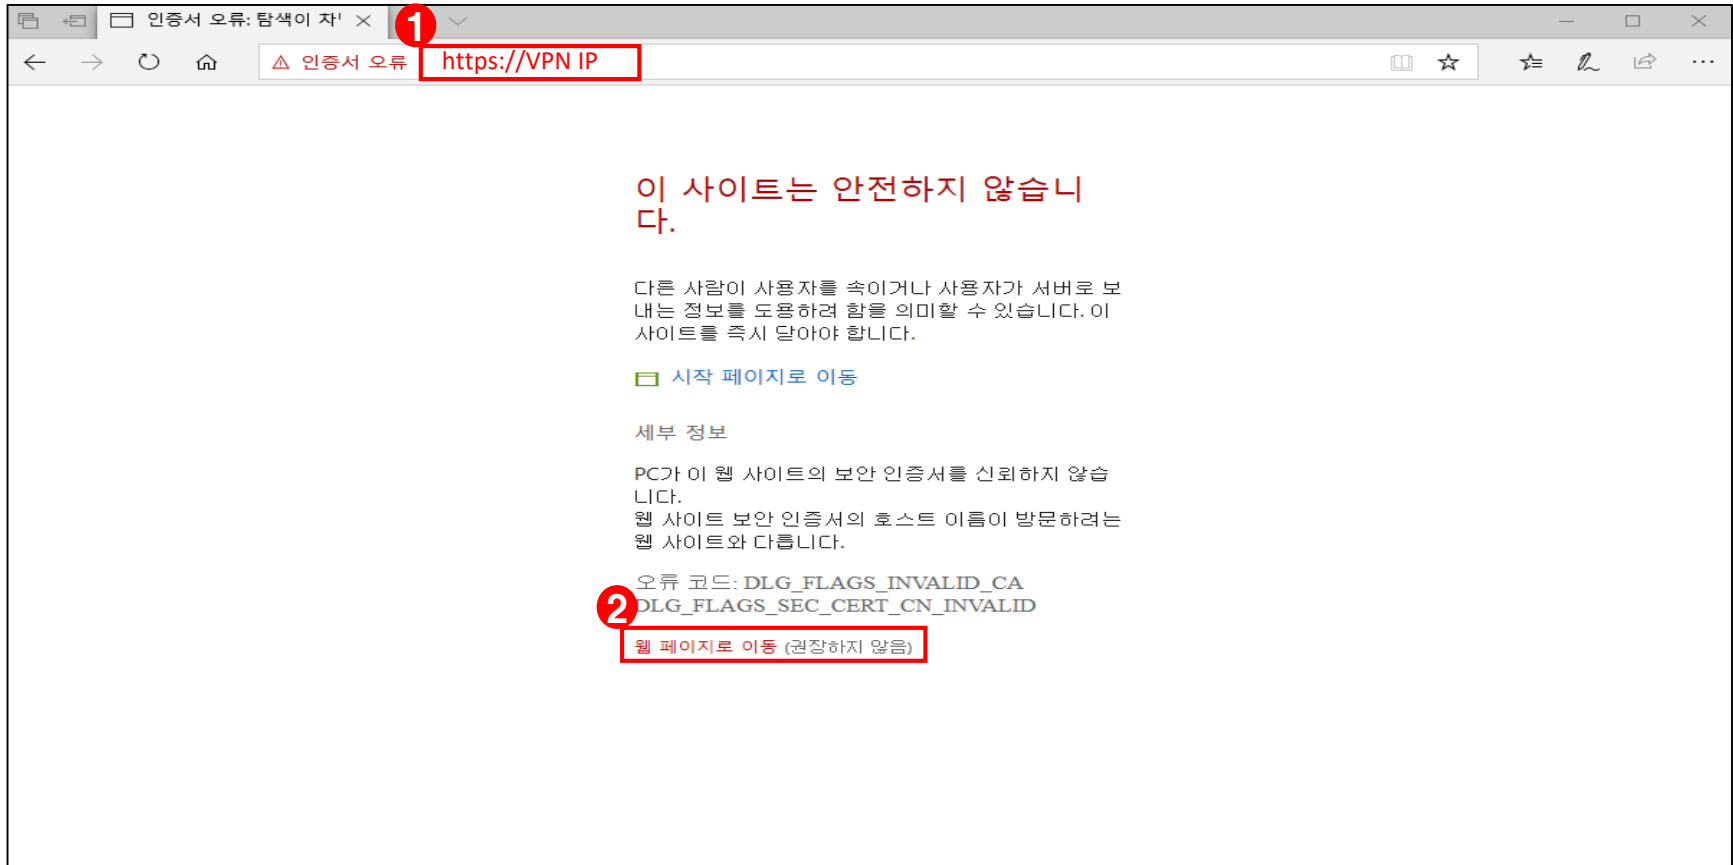 인증서 오류: 탐색이 차
1
인증서 오류
https://VPN IP
이 사이트는 안전하지 않습니
다.
다른 사람이 사용자를 속이거나 사용자가 서버로 보
내는 정보를 도용하려 함을 의미할 수 있습니다. 이
사이트를 즉시 닫아야 합니다.
시작 페이지로 이동
세부 정보
PC가 이 웹 사이트의 보안 인증서를 신뢰하지 않습
니다.
웹 사이트 보안 인증서의 호스트 이름이 방문하려는
웹 사이트와 다릅니다.
오류 코드: DLG_FLAGS_INVALID_CA
DLG_FLAGS_SEC_CERT_CN_INVALID
2
웹 페이지로 이동 (권장하지 않음)